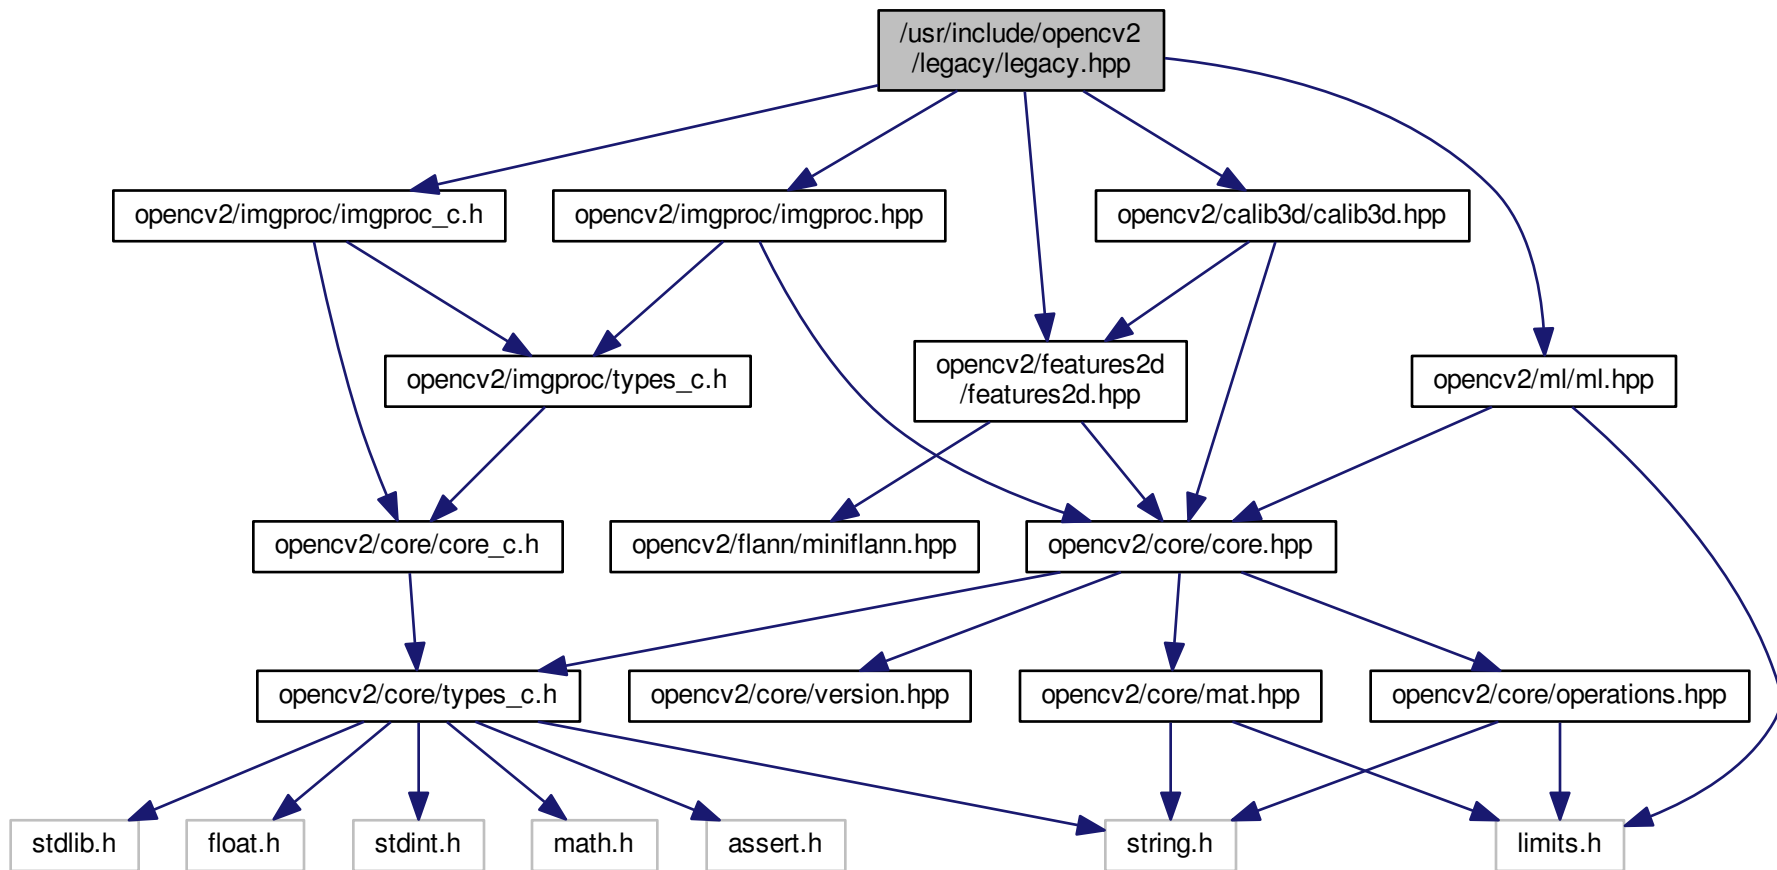 /usr/include/opencv2
/legacy/legacy.hpp
opencv2/imgproc/imgproc_c.h
opencv2/imgproc/imgproc.hpp
opencv2/calib3d/calib3d.hpp
opencv2/imgproc/types_c.h
opencv2/features2d
/features2d.hpp
opencv2/ml/ml.hpp
opencv2/core/core_c.h
opencv2/flann/miniflann.hpp
opencv2/core/core.hpp
opencv2/core/types_c.h
opencv2/core/version.hpp
opencv2/core/mat.hpp
opencv2/core/operations.hpp
stdlib.h
float.h
stdint.h
math.h
assert.h
string.h
limits.h